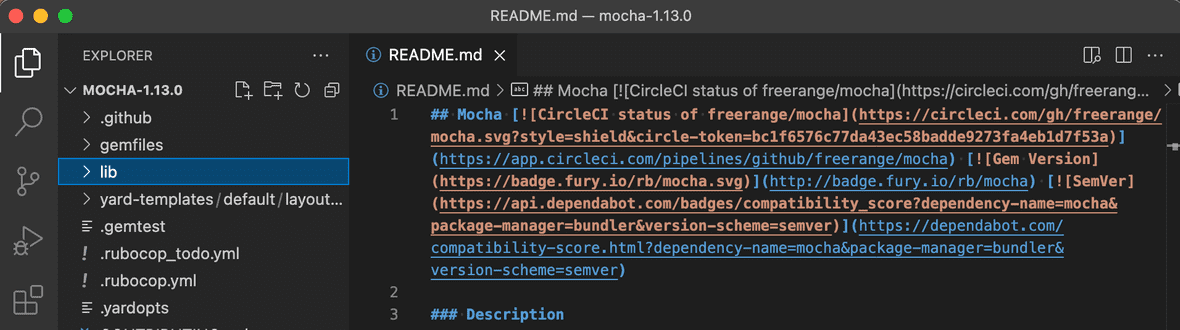 README.md — mocha-1.13.0
EXPLORER
MOCHA-1.13.0
.github
gemfiles
lib
yard-templates/default/layout...
.gemtest
.rubocop_todo.yml
.rubocop.yml
.yardopts
README.md
README.md > ## Mocha [![CircleCI status of freerange/mocha](https://circleci.com/gh/freerang...
1 ## Mocha [![CircleCI status of freerange/mocha](https://circleci.com/gh/freerange/
mocha.svg?style=shield&circle-token=bc1f6576c77da43ec58badde9273fa4eb1d7f53a)]
(https://app.circleci.com/pipelines/github/freerange/mocha) [![Gem Version]
(https://badge.fury.io/rb/mocha.svg)](http://badge.fury.io/rb/mocha) [![SemVer]
(https://api.dependabot.com/badges/compatibility_score?dependency-name=mocha&
package-manager=bundler&version-scheme=semver)](https://dependabot.com/
compatibility-score.html?dependency-name=mocha&package-manager=bundler&
version-scheme=semver)
2
3 ### Description